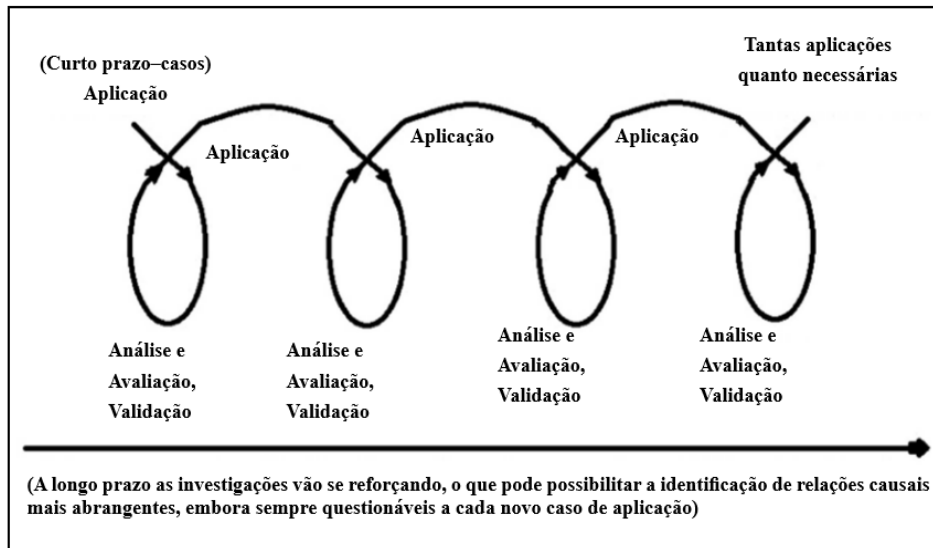 (Curto prazo–casos)
Aplicação
Tantas aplicações
quanto necessárias
Aplicação
Aplicação
Aplicação
Análise e
Avaliação,
Validação
Análise e
Avaliação,
Validação
Análise e
Avaliação,
Validação
Análise e
Avaliação,
Validação
(A longo prazo as investigações vão se reforçando, o que pode possibilitar a identificação de relações causais
mais abrangentes, embora sempre questionáveis a cada novo caso de aplicação)